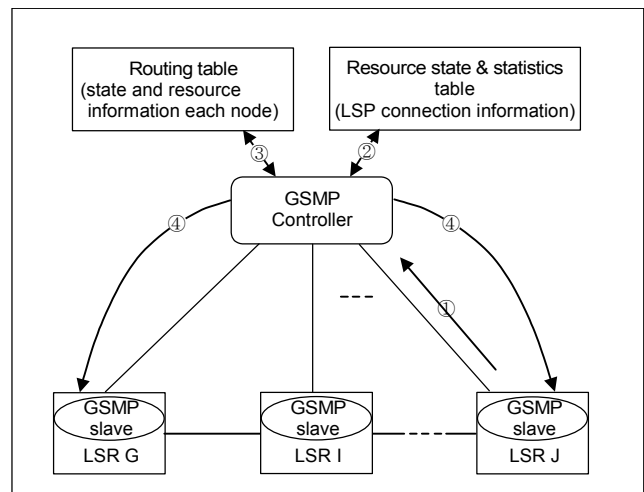 Routing table
(state and resource
information each node)
Resource state & statistics
table
(LSP connection information)
③
②
GSMP
Controller
④
④
①
GSMP
slave
LSR G
GSMP
slave
LSR I
GSMP
slave
LSR J